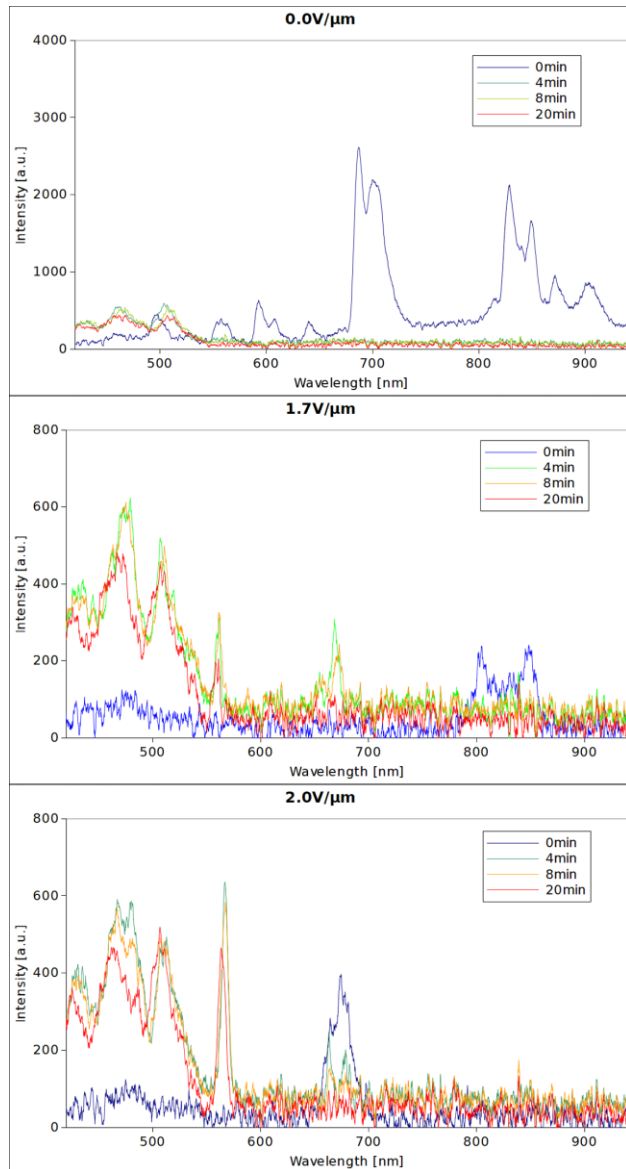 0.0V/µm
4000
3000
2000
1000
0
Intensity [a.u.]
0min
4min
8min
20min
500 600 700 800 900
Wavelength [nm]
1.7V/µm
800
600
400
200
0
Intensity [a.u.]
0min
4min
8min
20min
500 600 700 800 900
Wavelength [nm]
2.0V/µm
800
600
400
200
0
Intensity [a.u.]
0min
4min
8min
20min
500 600 700 800 900
Wavelength [nm]